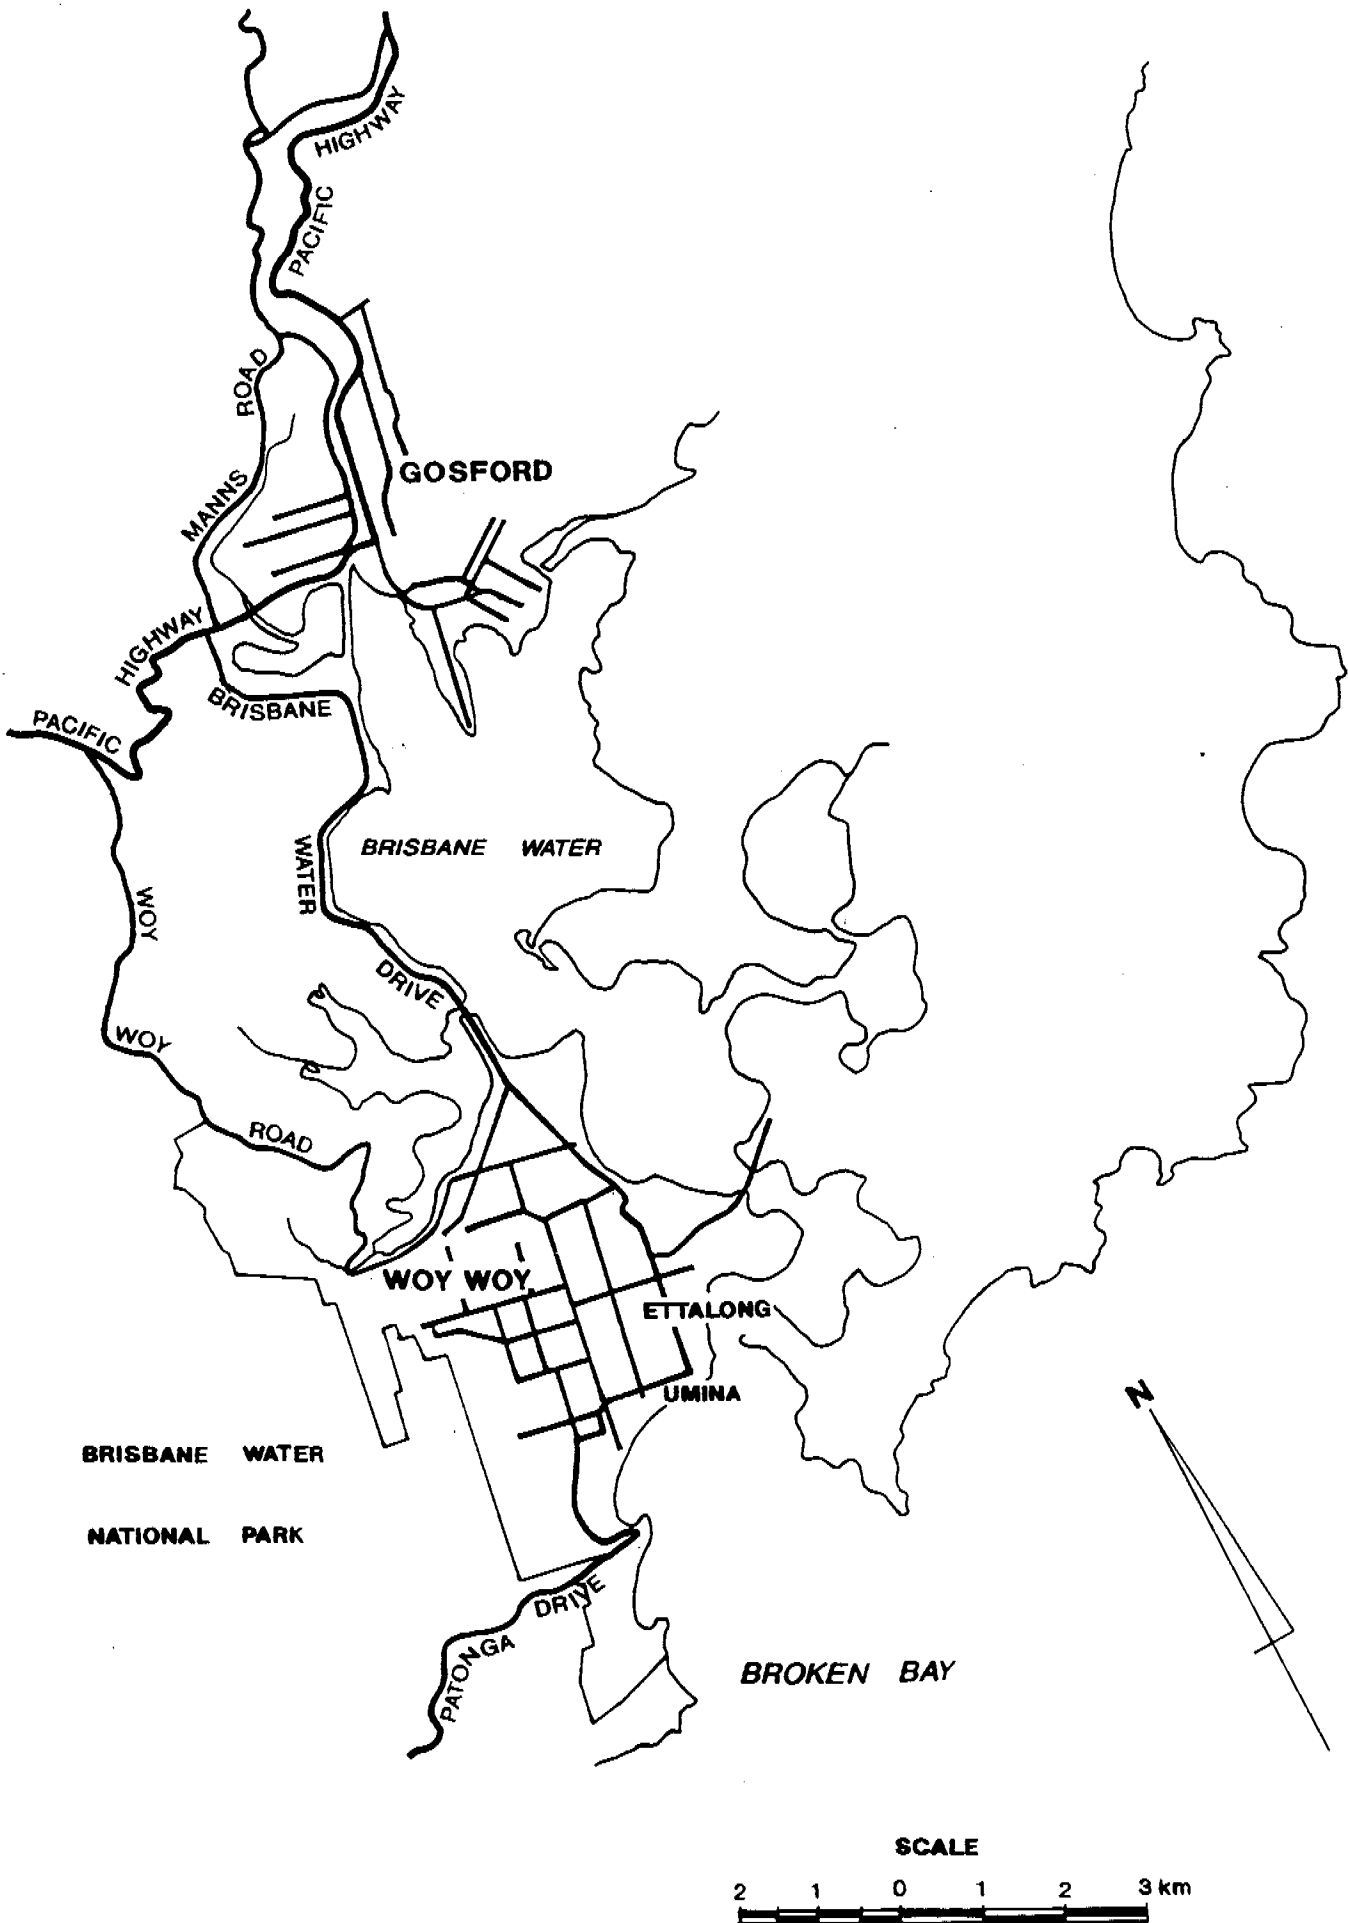 HIGHWAY
PACIFIC
ROAD
GOSFORD
MANNS
HIGHWAY
BRISBANE
PACIFIC
WATER
BRISBANE WATER
WOY
DRIVE
WOY
ROAD
WOY WOY
ETTALONG
UMINA
N
BRISBANE WATER
NATIONAL PARK
DRIVE
PATONGA
BROKEN BAY
SCALE
2 1 0 1 2 3 km